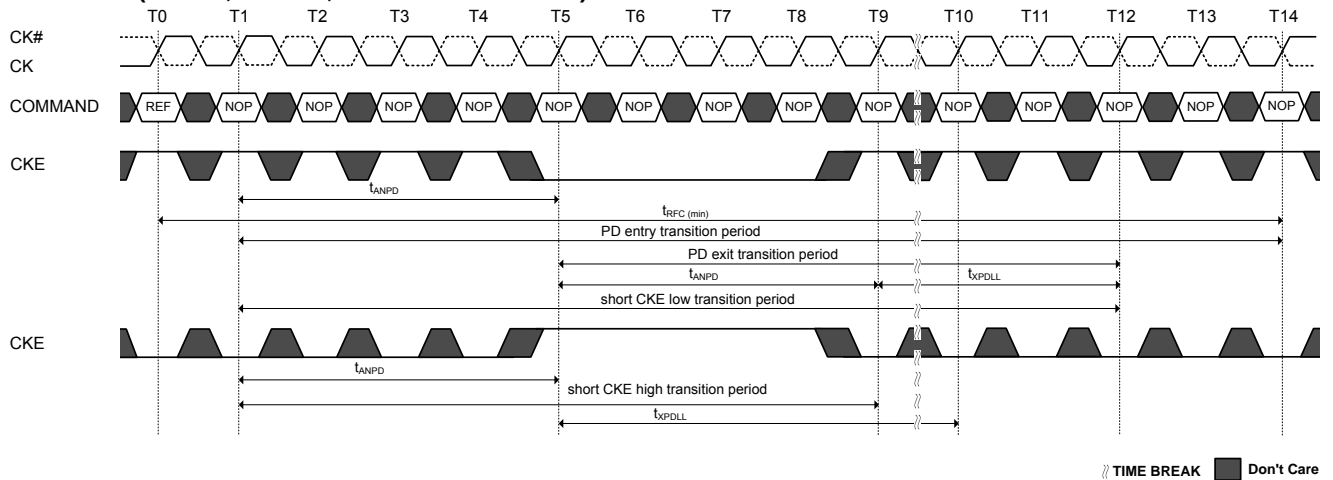 T0 T1 T2 T3 T4 T5 T6 T7 T8 T9 T10 T11 T12 T13 T14
CK#
CK
COMMAND REF NOP NOP NOP NOP NOP NOP NOP NOP NOP NOP NOP NOP NOP NOP
CKE
tANPD
tRFC (min)
PD entry transition period
PD exit transition period
tANPD tXPDLL
short CKE low transition period
CKE
tANPD
short CKE high transition period
tXPDLL
TIME BREAK Don't Care